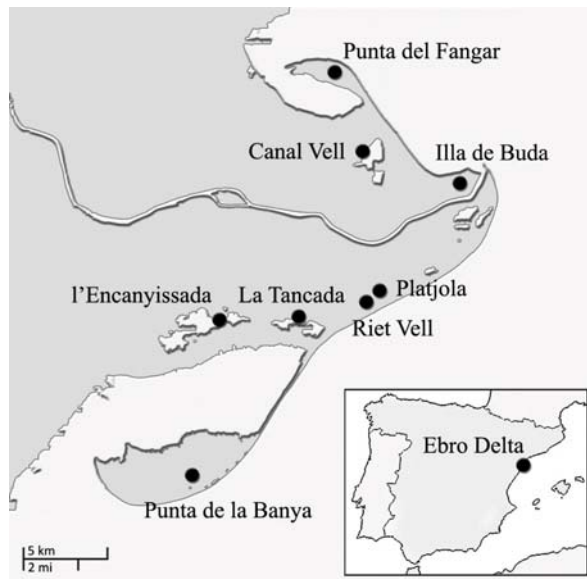 Punta del Fangar
Canal Vell
Illa de Buda
l'Encanyissada
La Tancada
Platjola
Riet Vell
Ebro Delta
Punta de la Banya
5 km
2 mi